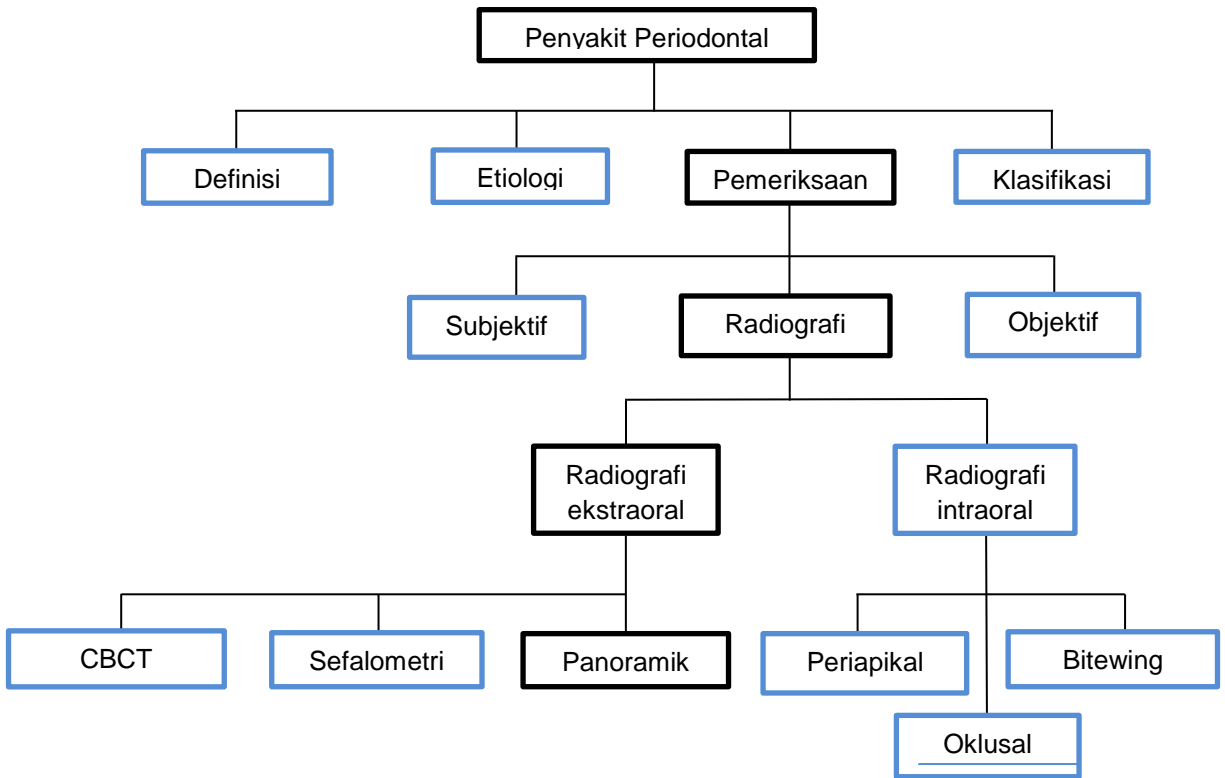 Penyakit Periodontal
Definisi
Etiologi
Pemeriksaan
Klasifikasi
Subjektif
Radiografi
Objektif
Radiografi
ekstraoral
Radiografi
intraoral
CBCT
Sefalometri
Panoramik
Periapikal
Bitewing
Oklusal